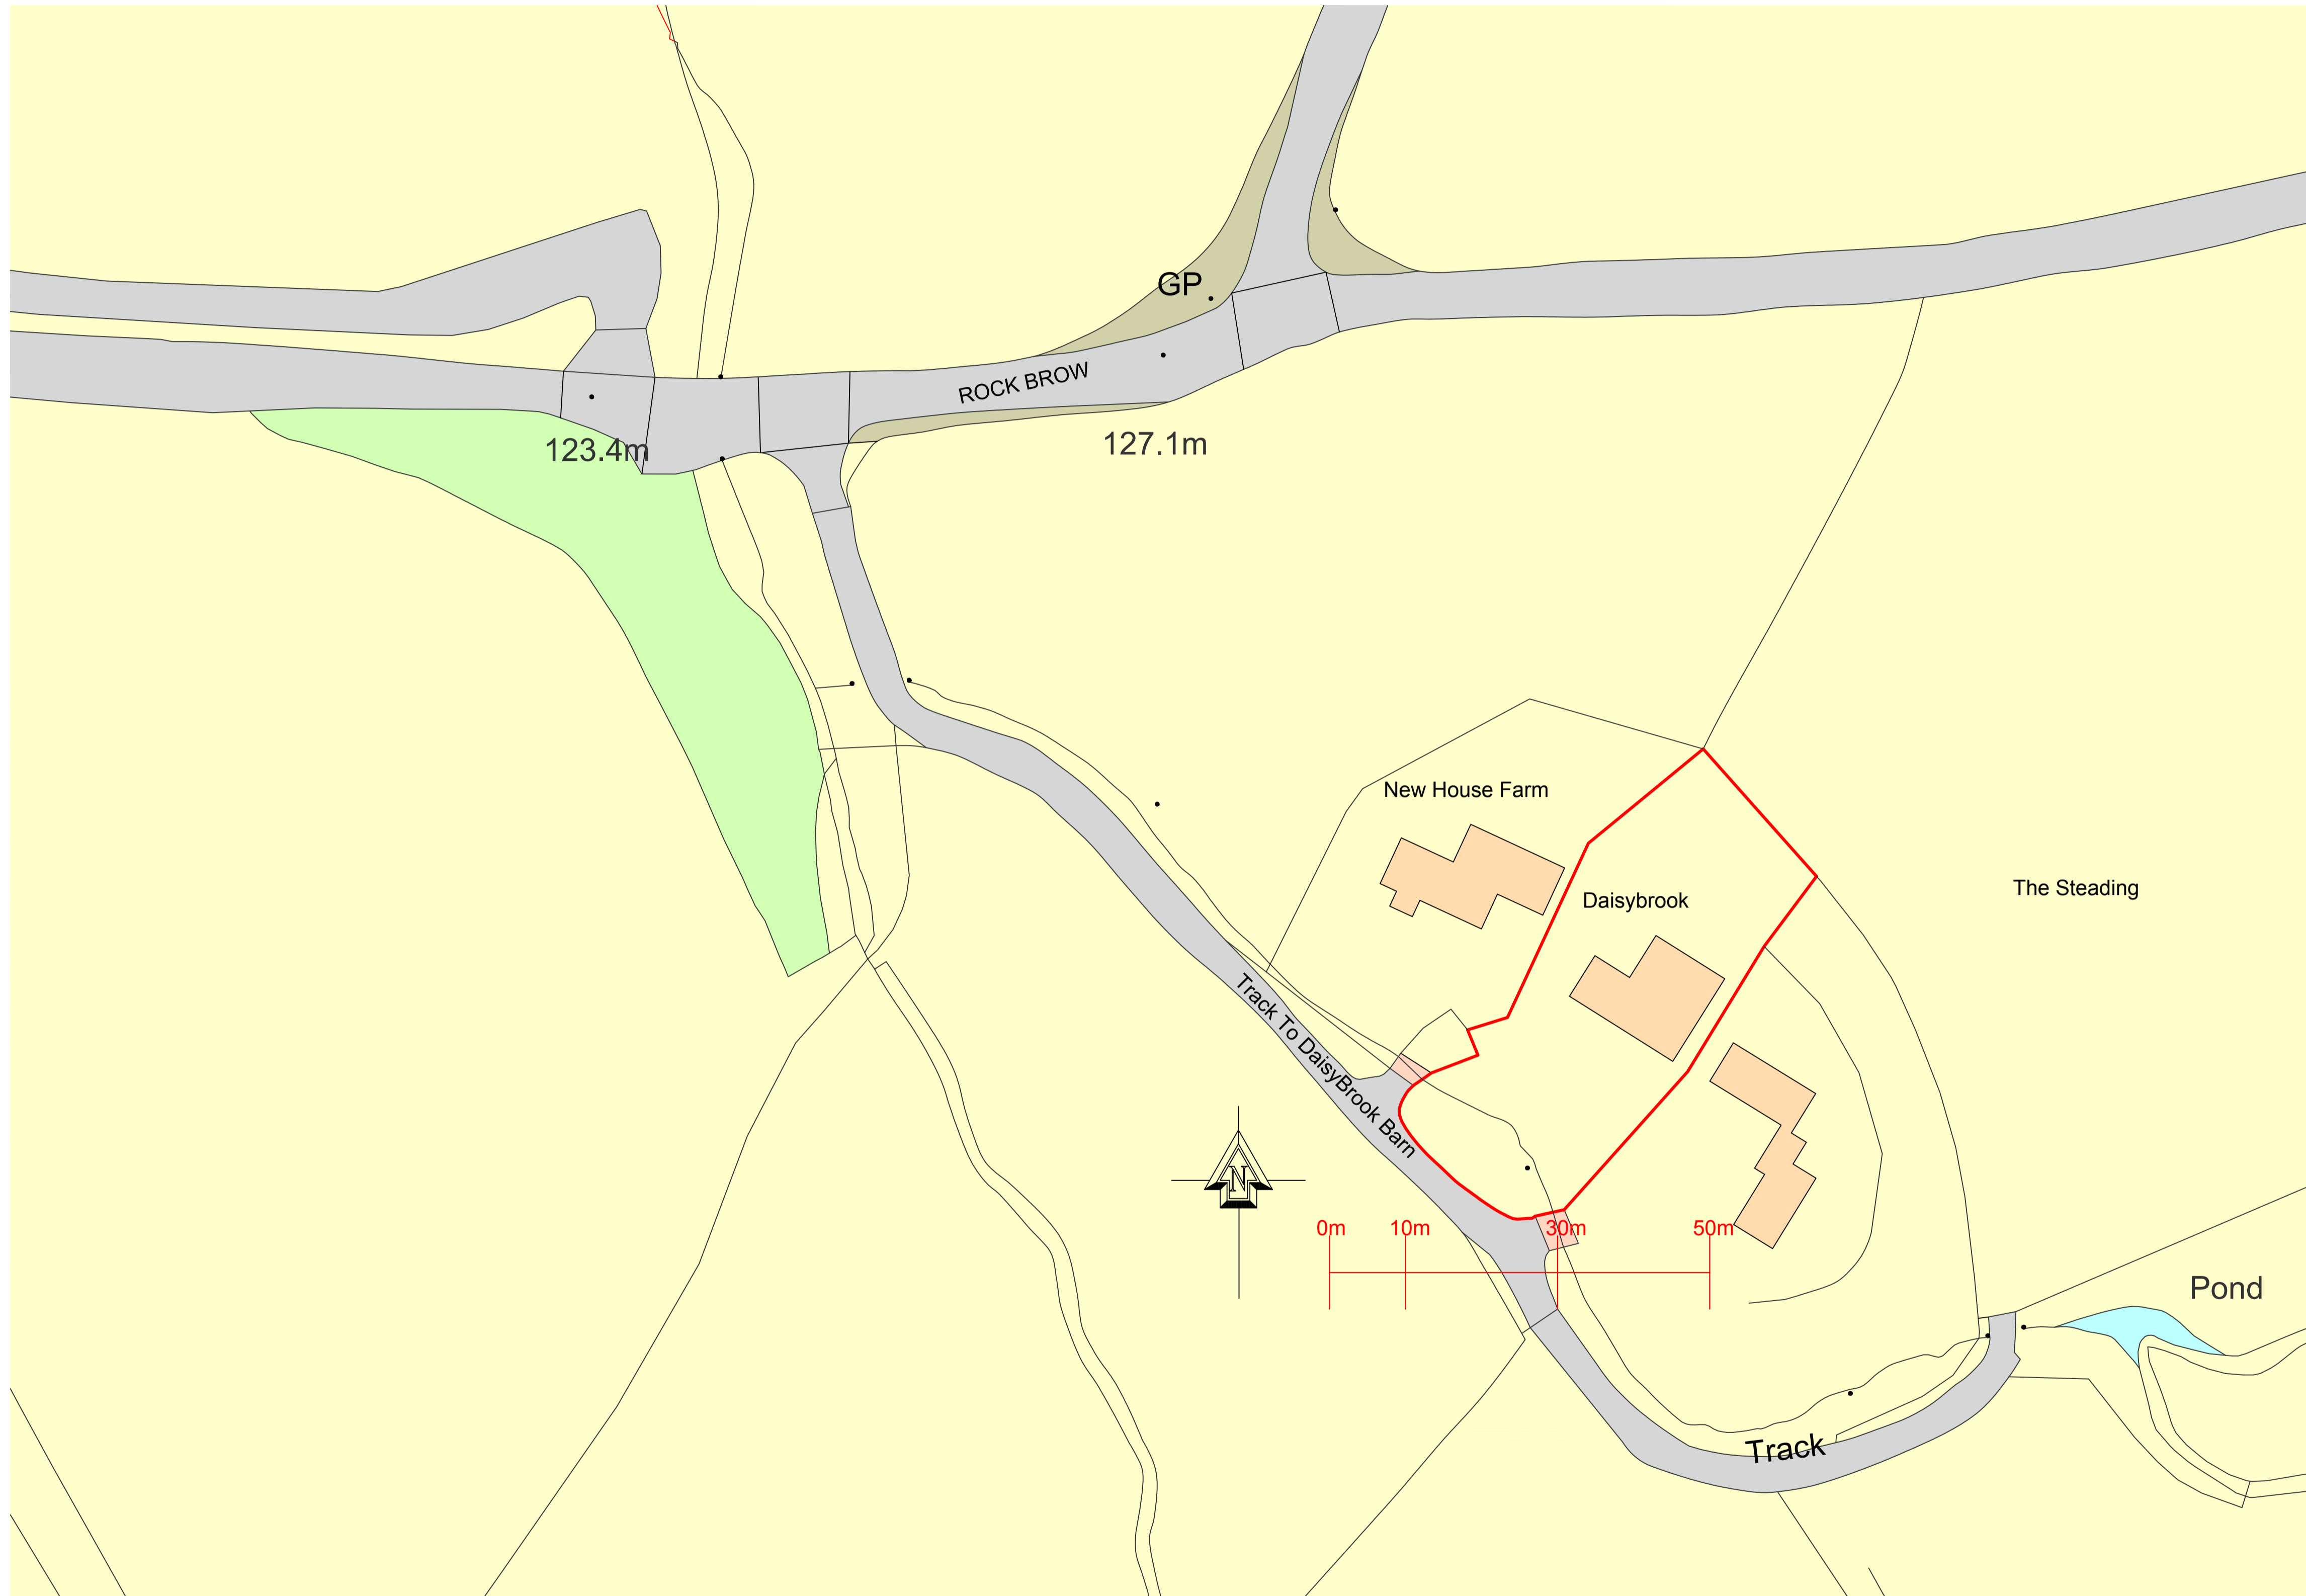 GP
ROCK BROW
123.4m
127.1m
New House Farm
Daisybrook
The Steading
Track To DaisyBrook Barn
N
0m 10m 30m 50m
Pond
Track